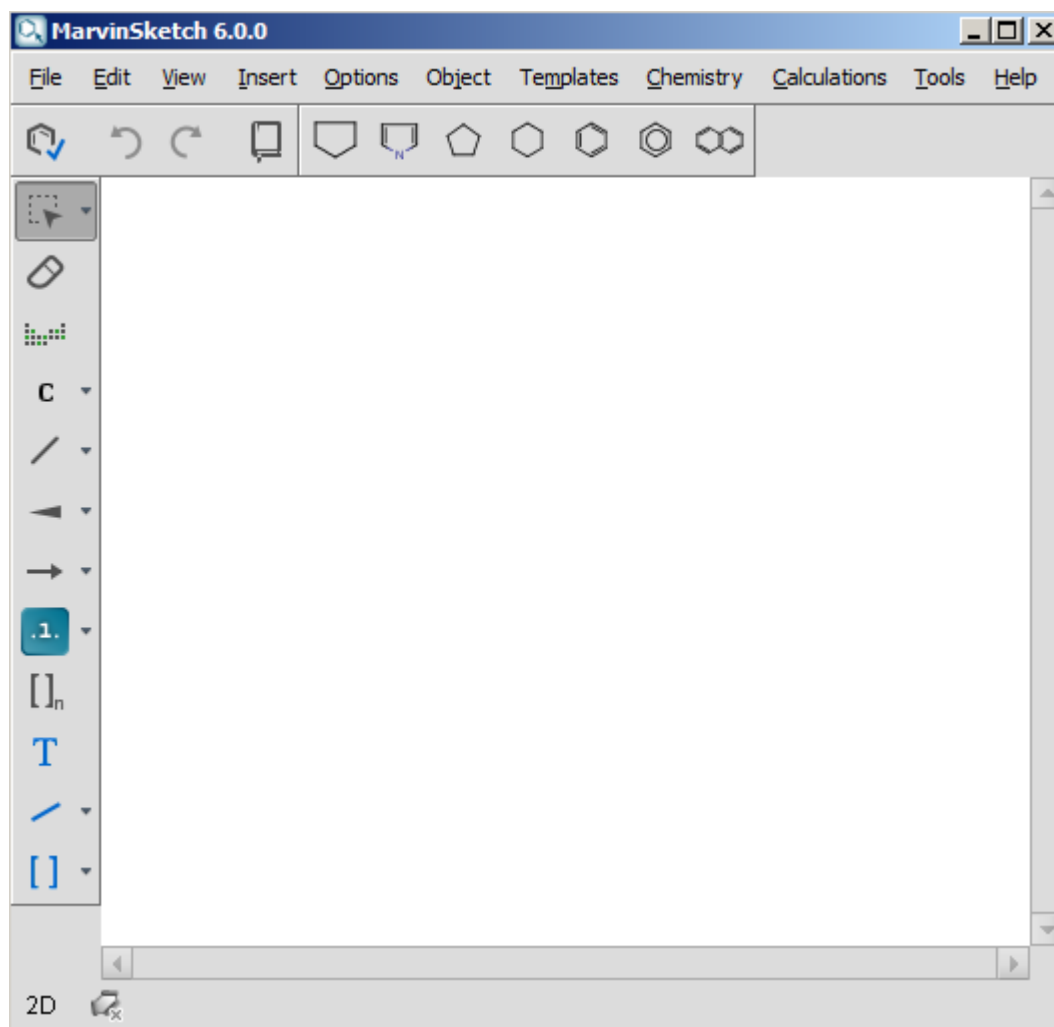 MarvinSketch 6.0.0
File Edit View Insert Options Object Templates Chemistry Calculations Tools Help
N
C
.1.
[ ]n
T
[ ]
2D